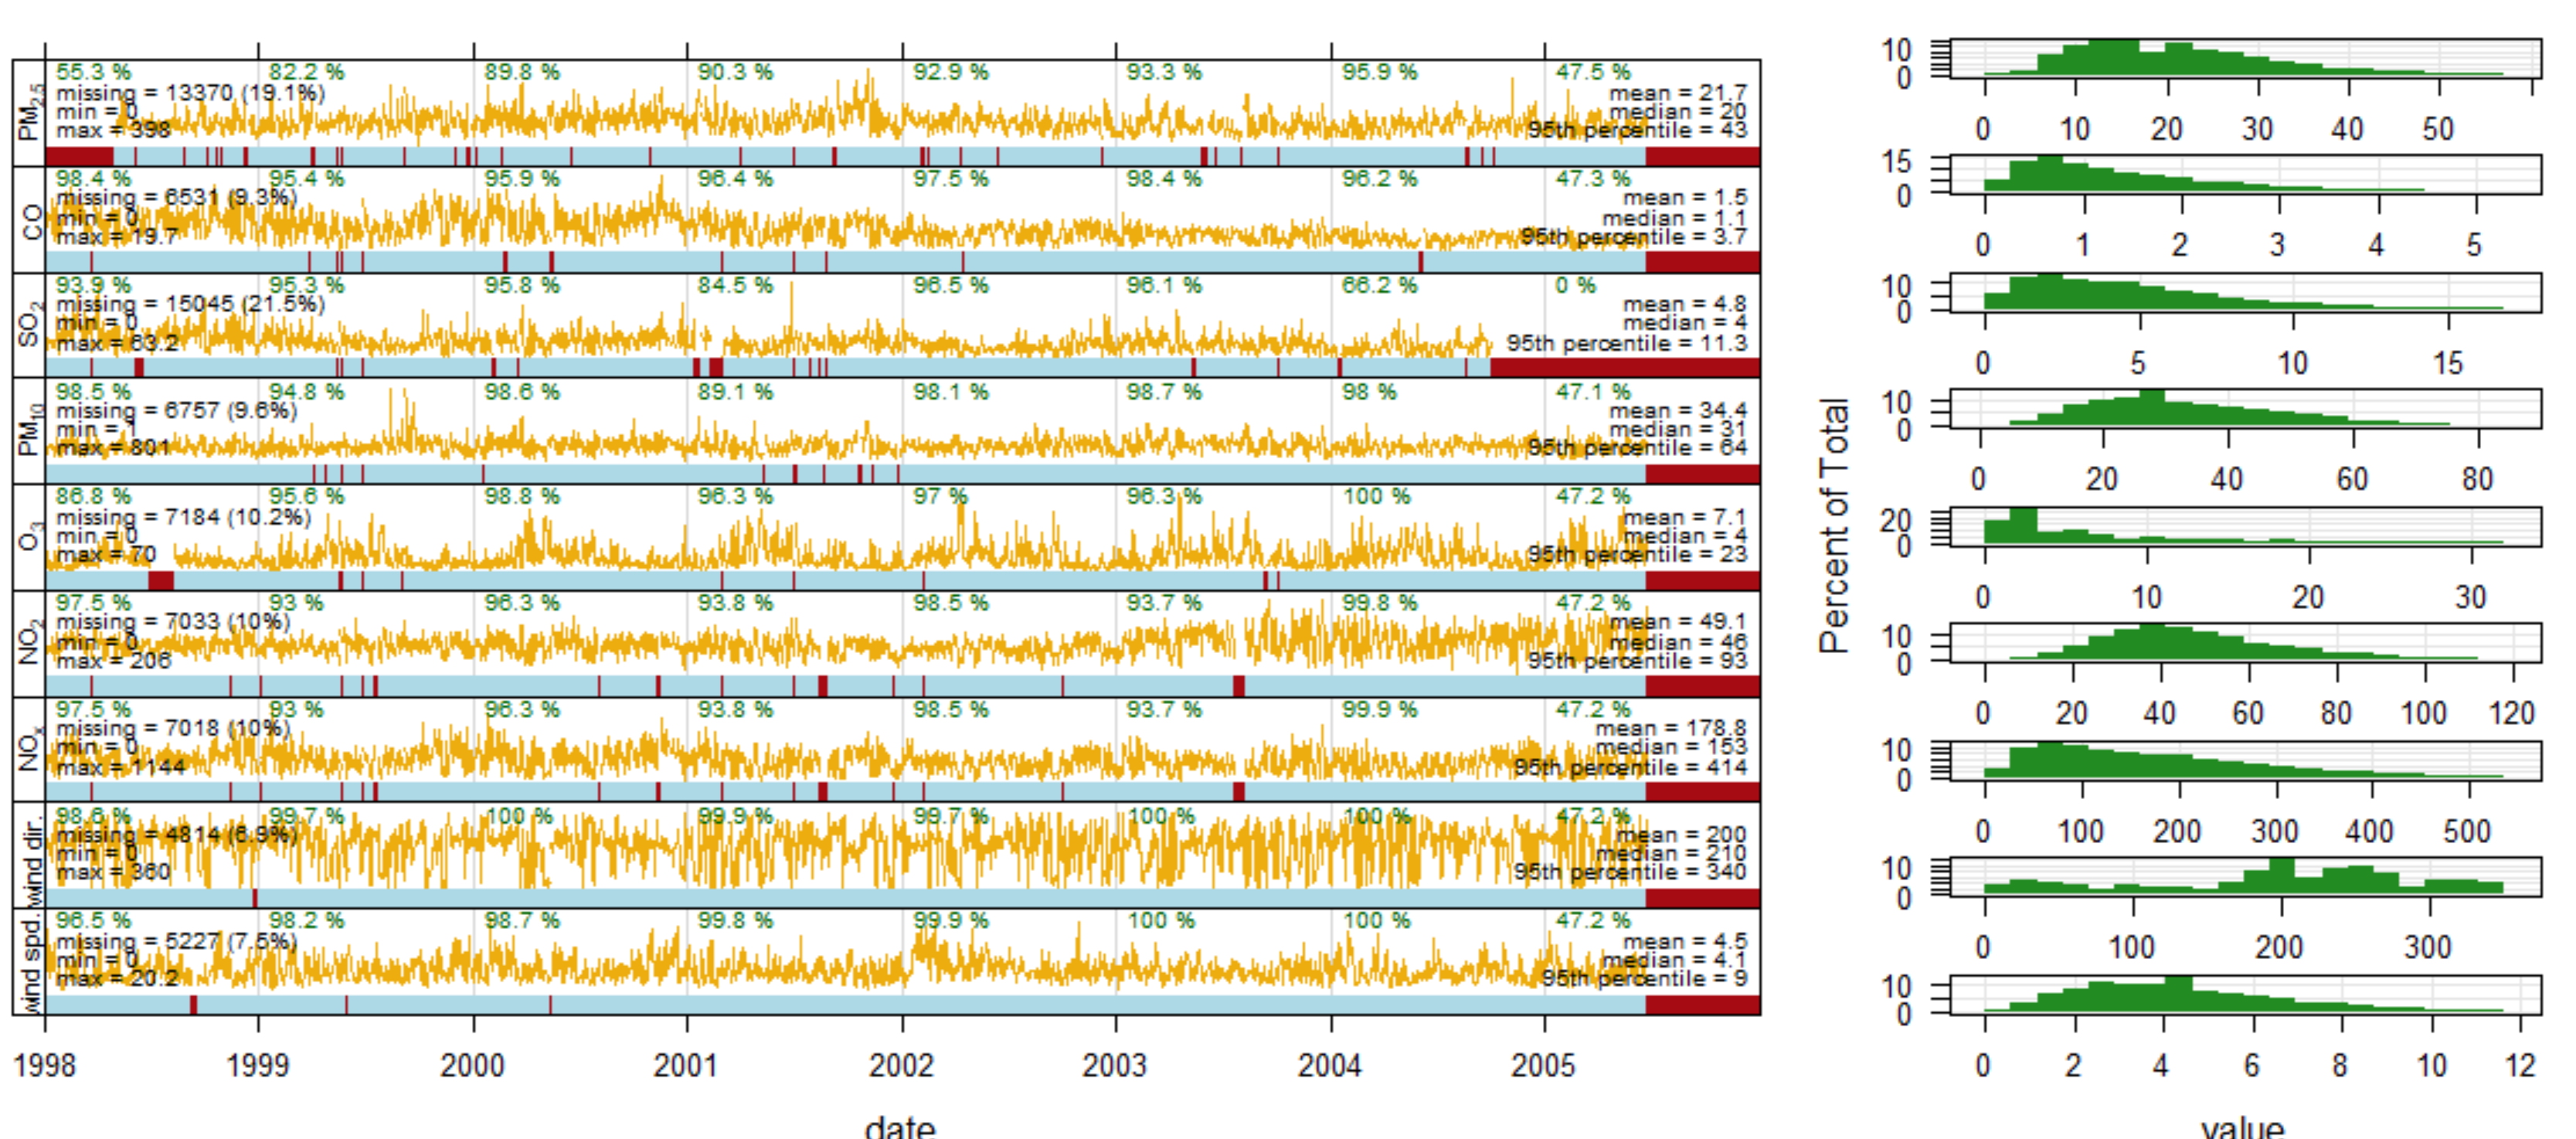 55.3 % 82.2 % 89.8 % 90.3 % 92.9 % 93.3 % 95.9 % 47.5 %
PM2.5
missing = 13370 (19.1%)
min = 0
max = 398
mean = 21.7
median = 20
95th percentile = 43
98.4 % 95.4 % 95.9 % 96.4 % 97.5 % 98.4 % 96.2 % 47.3 %
CO
missing = 6531 (9.3%)
min = 0
max = 19.7
mean = 1.5
median = 1.1
95th percentile = 3.7
93.9 % 95.3 % 95.8 % 84.5 % 96.5 % 96.1 % 66.2 % 0 %
SO2
missing = 15045 (21.5%)
min = 0
max = 63.2
mean = 4.8
median = 4
95th percentile = 11.3
98.5 % 94.8 % 98.6 % 89.1 % 98.1 % 98.7 % 98 % 47.1 %
PM10
missing = 6757 (9.6%)
min = 1
max = 801
mean = 34.4
median = 31
95th percentile = 64
86.8 % 95.6 % 98.8 % 96.3 % 97 % 96.3 % 100 % 47.2 %
O3
missing = 7184 (10.2%)
min = 0
max = 70
mean = 7.1
median = 4
95th percentile = 23
97.5 % 93 % 96.3 % 93.8 % 98.5 % 93.7 % 99.8 % 47.2 %
NO2
missing = 7033 (10%)
min = 0
max = 206
mean = 49.1
median = 46
95th percentile = 93
97.5 % 93 % 96.3 % 93.8 % 98.5 % 93.7 % 99.9 % 47.2 %
NOx
missing = 7018 (10%)
min = 0
max = 1144
mean = 178.8
median = 153
95th percentile = 414
98.6 % 99.7 % 100 % 99.9 % 99.7 % 100 % 100 % 47.2 %
wind dir.
missing = 4814 (6.9%)
min = 0
max = 360
mean = 200
median = 210
95th percentile = 340
96.5 % 98.2 % 98.7 % 99.8 % 99.9 % 100 % 100 % 47.2 %
wind spd.
missing = 5227 (7.5%)
min = 0
max = 20.2
mean = 4.5
median = 4.1
95th percentile = 9
1998 1999 2000 2001 2002 2003 2004 2005
date
Percent of Total
10
0
0 10 20 30 40 50
15
0
0 1 2 3 4 5
10
0
0 5 10 15
10
0
0 20 40 60 80
20
0
0 10 20 30
10
0
0 20 40 60 80 100 120
10
0
0 100 200 300 400 500
10
0
0 100 200 300
10
0
0 2 4 6 8 10 12
value